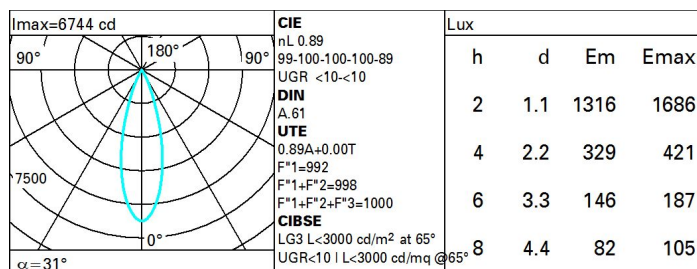 Imax=6744 cd
90°
180°
90°
7500
0°
α=31°
CIE
nL 0.89
99-100-100-100-89
UGR <10-<10
DIN
A.61
UTE
0.89A+0.00T
F"1=992
F"1+F"2=998
F"1+F"2+F"3=1000
CIBSE
LG3 L<3000 cd/m² at 65°
UGR<10 | L<3000 cd/mq @65°
Lux
h d Em Emax
2 1.1 1316 1686
4 2.2 329 421
6 3.3 146 187
8 4.4 82 105